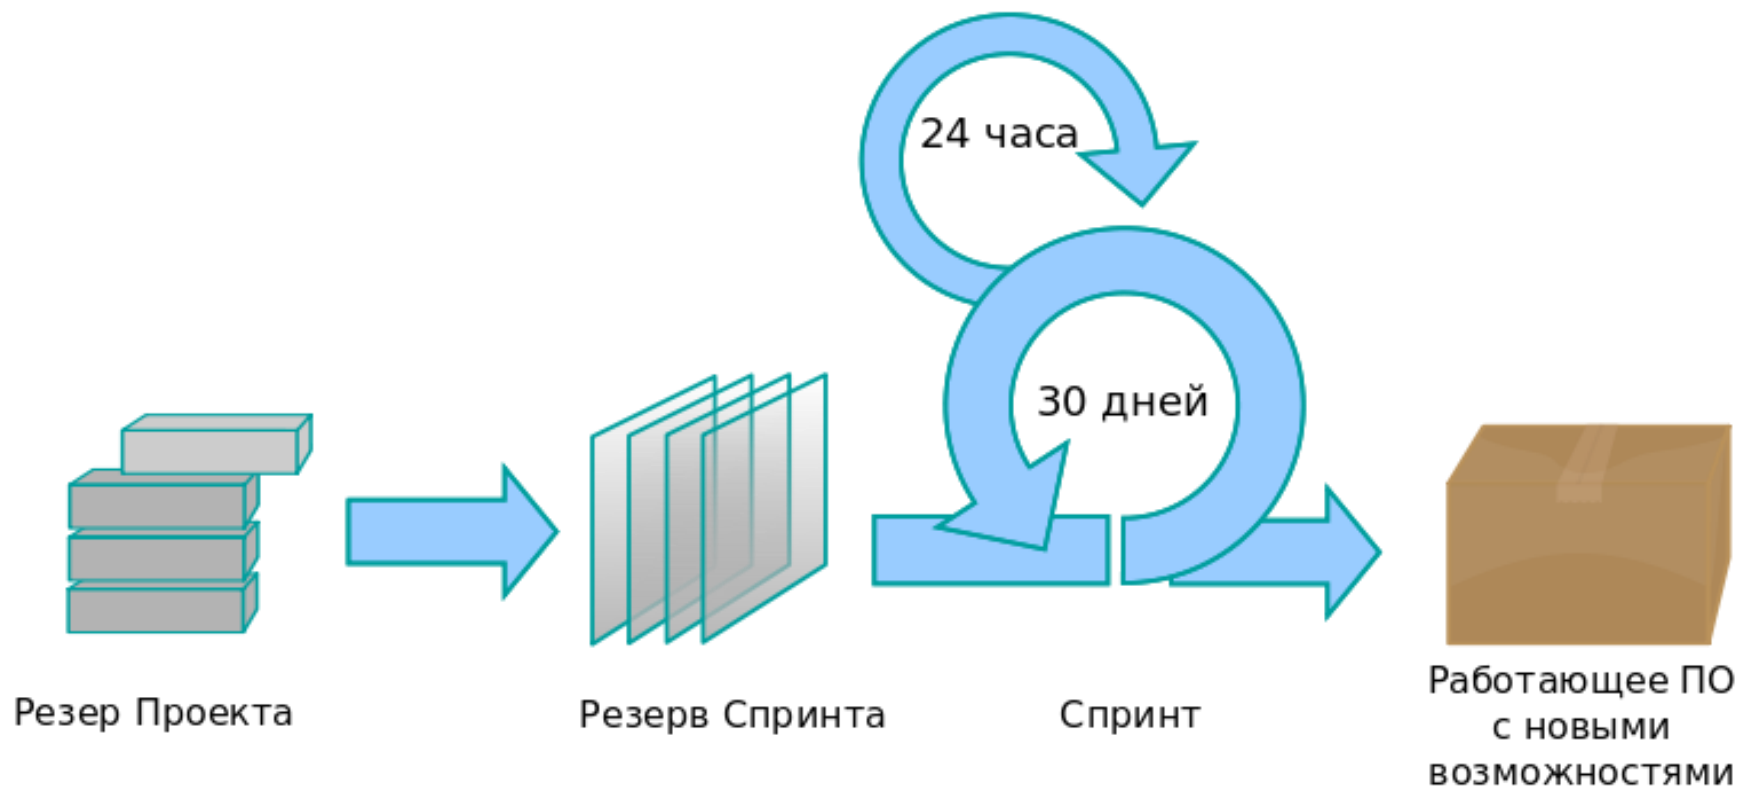 24 часа
30 дней
Резер Проекта
Резерв Спринта
Спринт
Работающее ПО
с новыми
возможностями